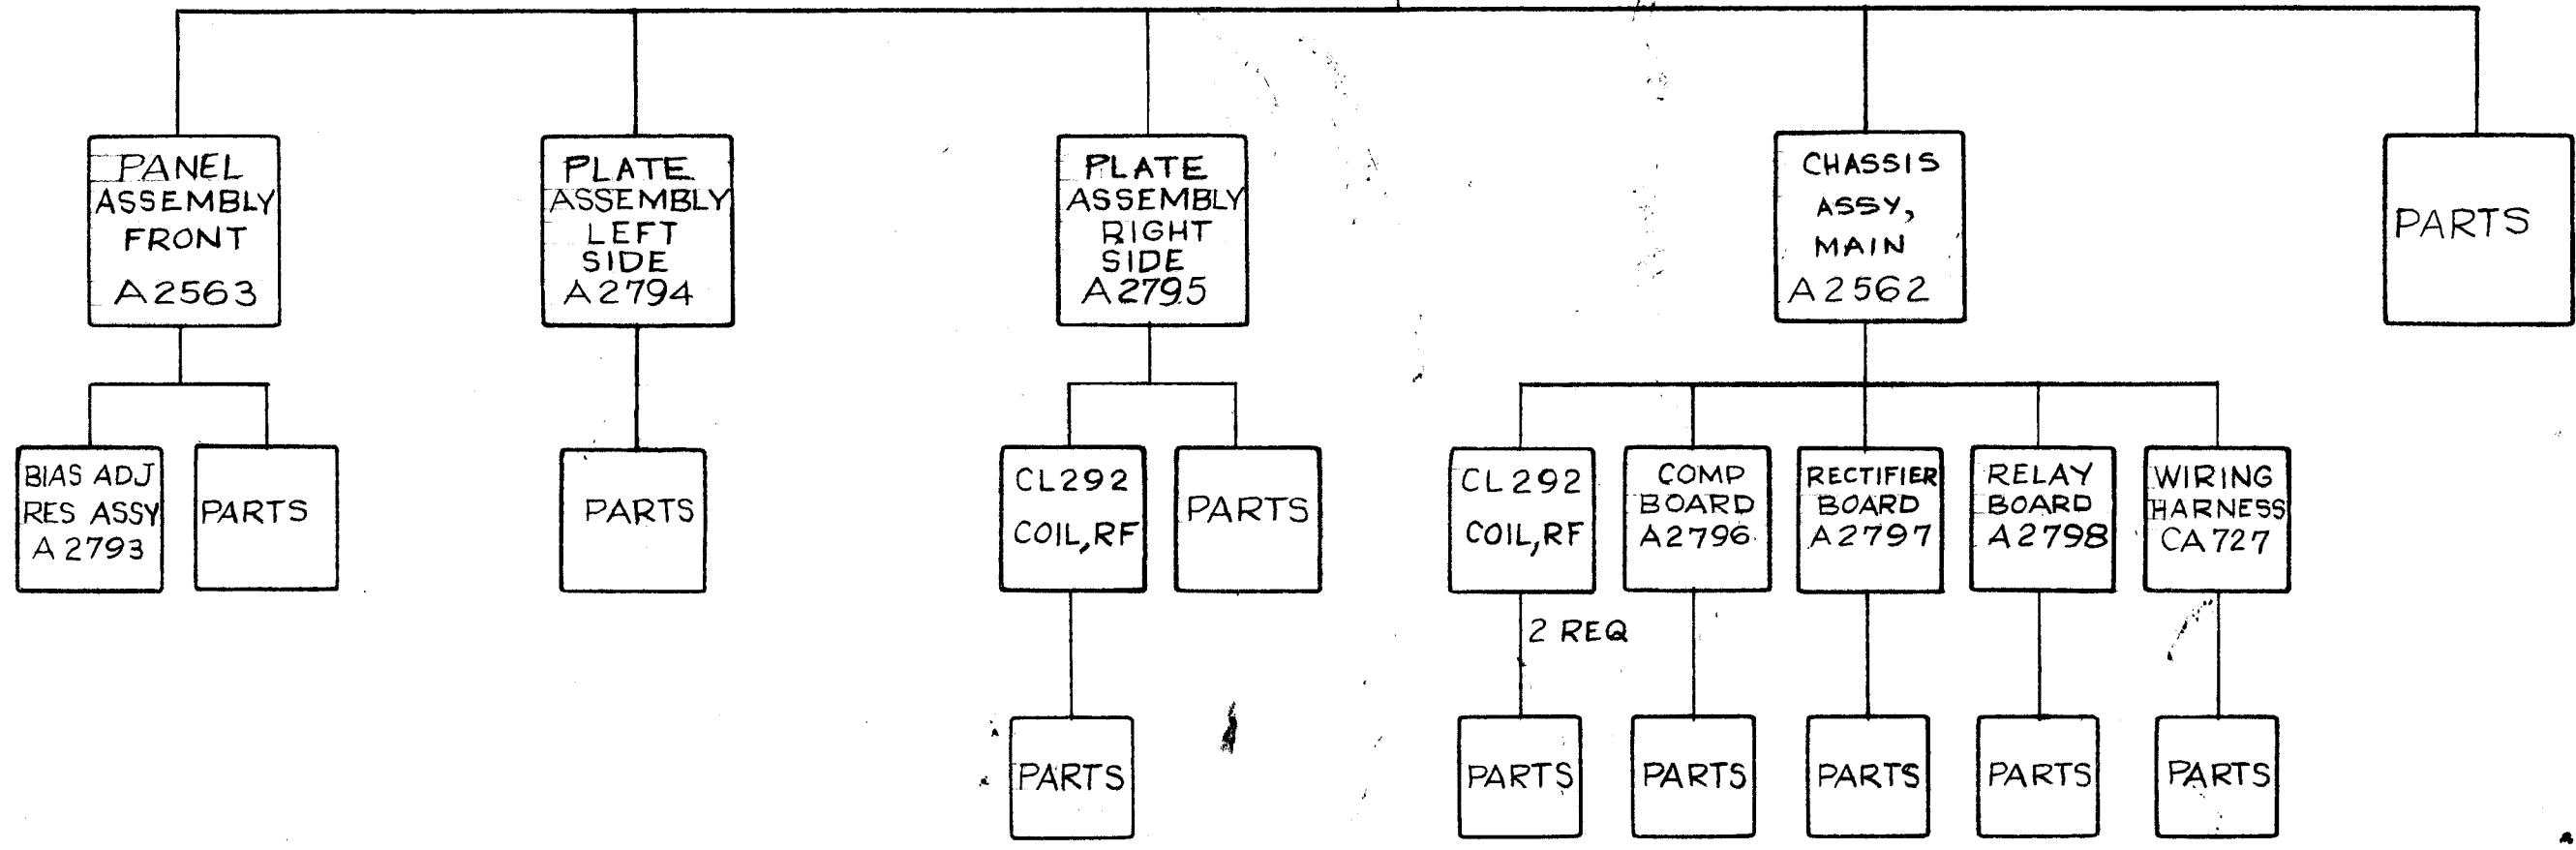 PANEL
ASSEMBLY
FRONT
A2563
PLATE
ASSEMBLY
LEFT
SIDE
A2794
PLATE
ASSEMBLY
RIGHT
SIDE
A2795
CHASSIS
ASSY,
MAIN
A2562
PARTS
BIAS ADJ
RES ASSY
A2793
PARTS
PARTS
CL292
COIL,RF
PARTS
CL292
COIL,RF
COMP
BOARD
A2796
RECTIFIER
BOARD
A2797
RELAY
BOARD
A2798
WIRING
HARNESS
CA727
2 REQ
PARTS
PARTS
PARTS
PARTS
PARTS
PARTS